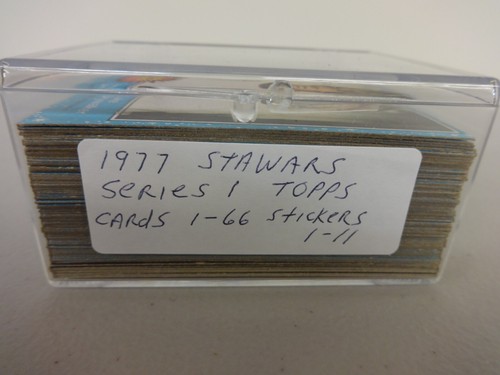 1977 STAWARS
SERIES 1 TOPPS
CARDS 1-66 STICKERS
1-11